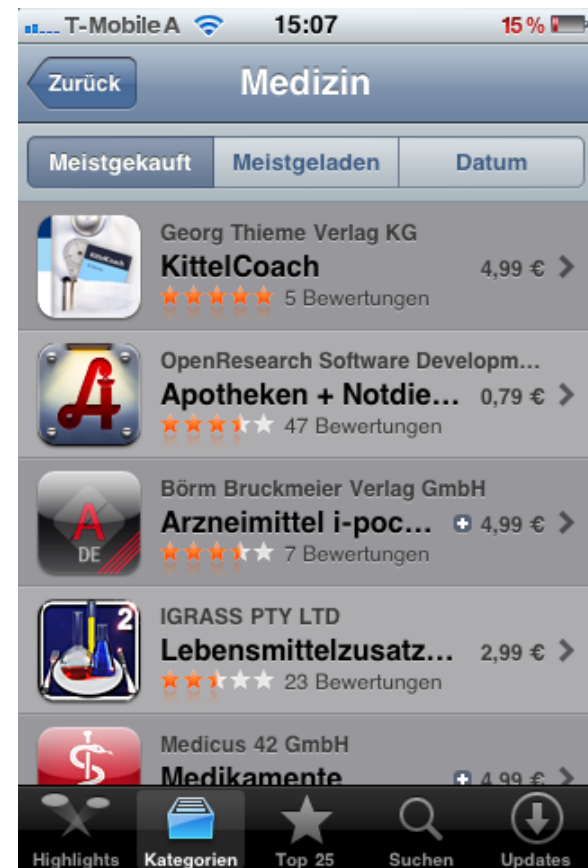 T-Mobile A 15:07 15 %
Zurück Medizin
Meistgekauft Meistgeladen Datum
Georg Thieme Verlag KG
KittelCoach 4,99 €
5 Bewertungen
OpenResearch Software Developm...
Apotheken + Notdie... 0,79 €
47 Bewertungen
Börm Bruckmeier Verlag GmbH
Arzneimittel i-poc... 4,99 €
7 Bewertungen
A
DE
IGRASS PTY LTD
Lebensmittelzusatz... 2,99 €
23 Bewertungen
2
Medicus 42 GmbH
Medikamente 4,99 €
Highlights Kategorien Top 25 Suchen Updates